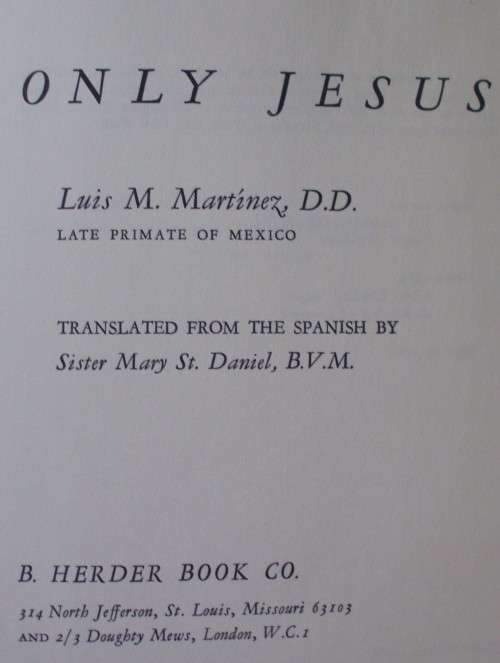 ONLY JESUS
Luis M. Martínez, D.D.
LATE PRIMATE OF MEXICO
TRANSLATED FROM THE SPANISH BY
Sister Mary St. Daniel, B.V.M.
B. HERDER BOOK CO.
314 North Jefferson, St. Louis, Missouri 63103
AND 2/3 Doughty Mews, London, W.C.1